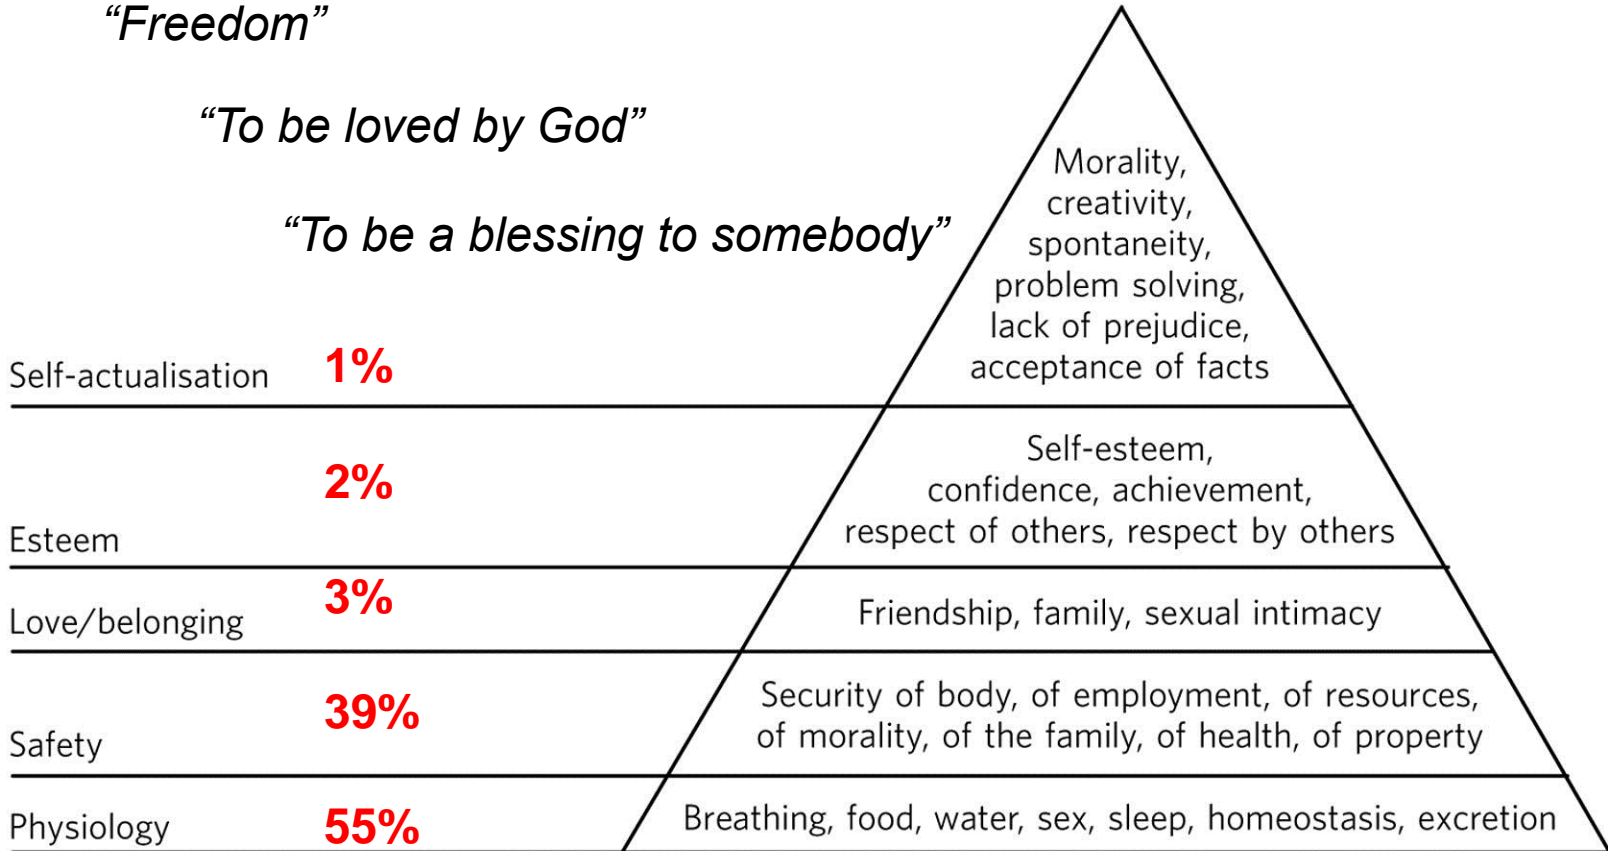 “Freedom”
“To be loved by God”
“To be a blessing to somebody”
Morality,
creativity,
spontaneity,
problem solving,
lack of prejudice,
acceptance of facts
Self-actualisation 1%
Self-esteem,
confidence, achievement,
respect of others, respect by others
2%
Esteem
3%
Love/belonging
Friendship, family, sexual intimacy
Security of body, of employment, of resources,
of morality, of the family, of health, of property
39%
Safety
Physiology 55%
Breathing, food, water, sex, sleep, homeostasis, excretion